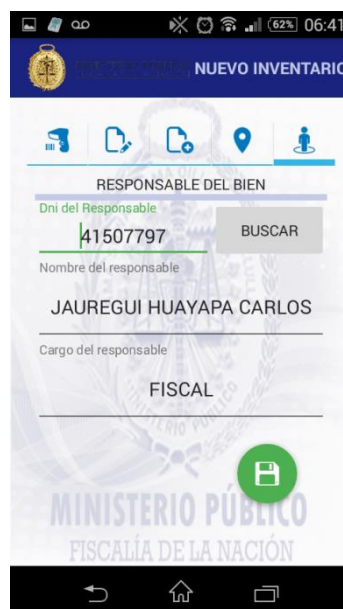 62% 06:41
NUEVO INVENTARIO
RESPONSABLE DEL BIEN
Dni del Responsable
41507797
BUSCAR
Nombre del responsable
JAUREGUI HUAYAPA CARLOS
Cargo del responsable
FISCAL
MINISTERIO PÚBLICO
FISCALÍA DE LA NACIÓN